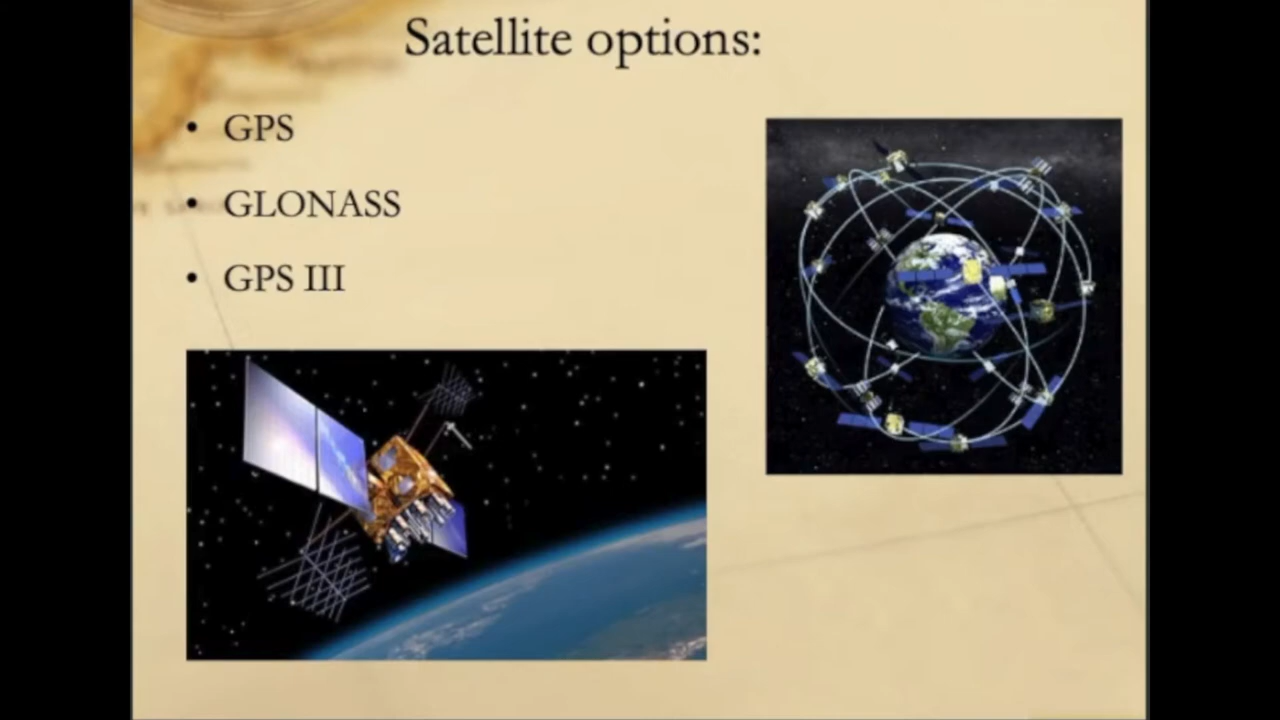 Satellite options:
• GPS
• GLONASS
• GPS III